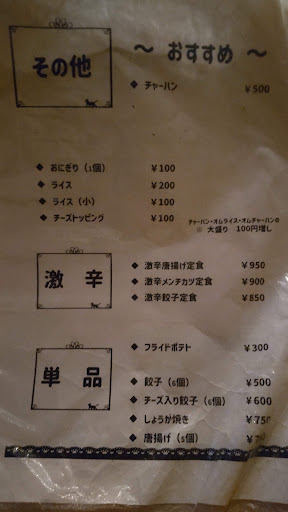 その他
～ おすすめ ～
◆ チャーハン ￥500
◆ おにぎり（1個） ￥100
◆ ライス ￥200
◆ ライス（小） ￥100
◆ チーズトッピング ￥100
チャーハン・オムライス・オムチャーハンの
※ 大盛り 100円増し
激 辛
◆ 激辛唐揚げ定食 ￥950
◆ 激辛メンチカツ定食 ￥900
◆ 激辛餃子定食 ￥850
単 品
◆ フライドポテト ￥300
◆ 餃子（6個） ￥500
◆ チーズ入り餃子（6個） ￥600
◆ しょうが焼き ￥750
◆ 唐揚げ（5個）